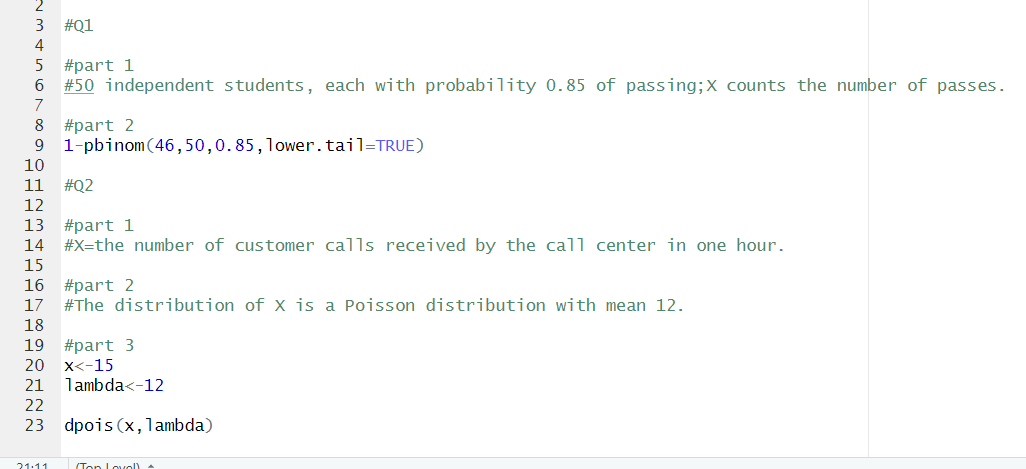 2
3 #Q1
4
5 #part 1
6 #50 independent students, each with probability 0.85 of passing;X counts the number of passes.
7
8 #part 2
9 1-pbinom(46,50,0.85,lower.tail=TRUE)
10
11 #Q2
12
13 #part 1
14 #X=the number of customer calls received by the call center in one hour.
15
16 #part 2
17 #The distribution of X is a Poisson distribution with mean 12.
18
19 #part 3
20 x<-15
21 lambda<-12
22
23 dpois(x,lambda)
21:11 (Top Level)